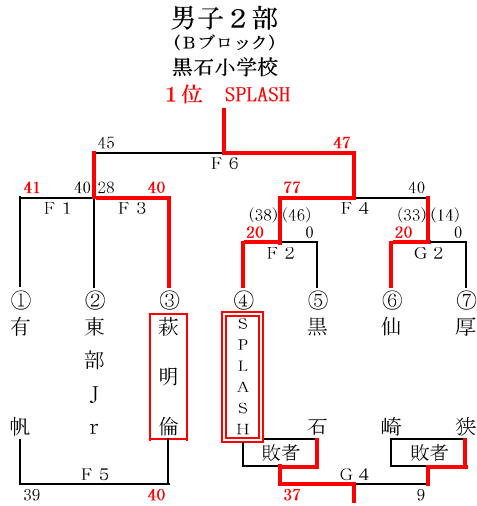 男子２部
（Ｂブロック）
黒石小学校
１位　SPLASH
45 47
Ｆ６
41 40 28 40 77 40
Ｆ１ Ｆ３ Ｆ４
(38) (46) (33) (14)
20 0 20 0
Ｆ２ Ｇ２
① ② ③ ④ ⑤ ⑥ ⑦
有帆
東部Ｊｒ
萩明倫
ＳＰＬＡＳＨ
黒石
仙崎
厚狭
敗者 敗者
Ｆ５ Ｇ４
39 40 37 9